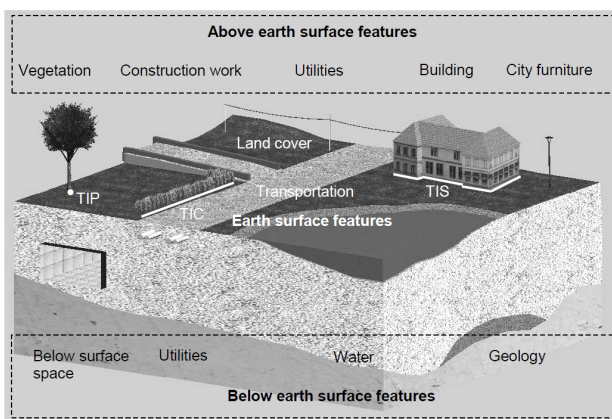 Above earth surface features
Vegetation Construction work Utilities Building City furniture
Land cover
TIP Transportation TIS
TIC
Earth surface features
Below surface space Utilities Water Geology
Below earth surface features